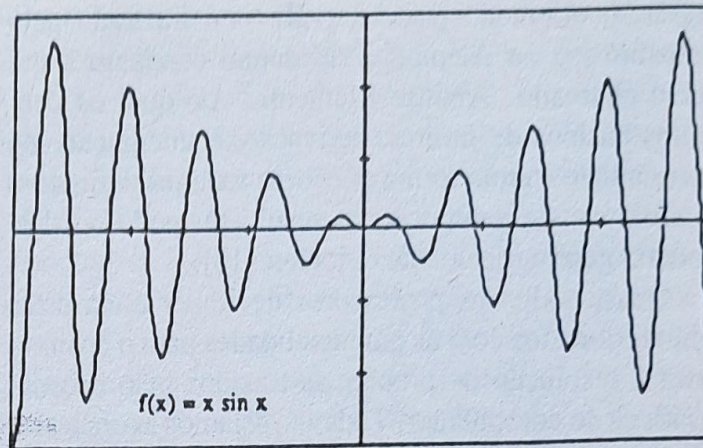 f(x) = x sin x